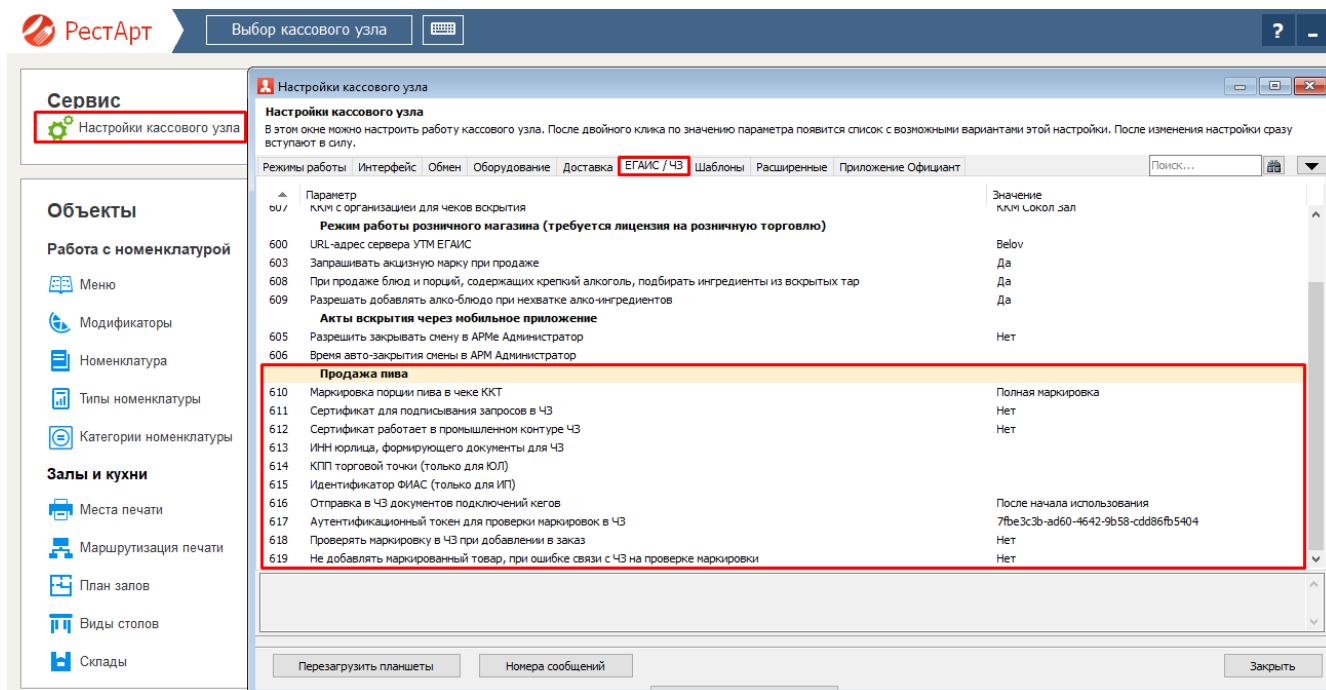 РестАрт
Выбор кассового узла
?
Сервис
Настройки кассового узла
Объекты
Работа с номенклатурой
Меню
Модификаторы
Номенклатура
Типы номенклатуры
Категории номенклатуры
Залы и кухни
Места печати
Маршрутизация печати
План залов
Виды столов
Склады
Настройки кассового узла
Настройки кассового узла
В этом окне можно настроить работу кассового узла. После двойного клика по значению параметра появится список с возможными вариантами этой настройки. После изменения настройки сразу
вступают в силу.
Режимы работы Интерфейс Обмен Оборудование Доставка ЕГАИС / ЧЗ Шаблоны Расширенные Приложение Официант Поиск...
Параметр Значение
607 ККМ с организацией для чеков вскрытия ККМ Сокол Зал
Режим работы розничного магазина (требуется лицензия на розничную торговлю)
600 URL-адрес сервера УТМ ЕГАИС Belov
603 Запрашивать акцизную марку при продаже Да
608 При продаже блюд и порций, содержащих крепкий алкоголь, подбирать ингредиенты из вскрытых тар Да
609 Разрешать добавлять алко-блюдо при нехватке алко-ингредиентов Да
Акты вскрытия через мобильное приложение
605 Разрешить закрывать смену в АРМе Администратор Нет
606 Время авто-закрытия смены в АРМ Администратор
Продажа пива
610 Маркировка порции пива в чеке ККТ Полная маркировка
611 Сертификат для подписывания запросов в ЧЗ Нет
612 Сертификат работает в промышленном контуре ЧЗ Нет
613 ИНН юрлица, формирующего документы для ЧЗ
614 КПП торговой точки (только для ЮЛ)
615 Идентификатор ФИАС (только для ИП)
616 Отправка в ЧЗ документов подключений кегов После начала использования
617 Аутентификационный токен для проверки маркировок в ЧЗ 7fbe3c3b-ad60-4642-9b58-cdd86fb5404
618 Проверять маркировку в ЧЗ при добавлении в заказ Нет
619 Не добавлять маркированный товар, при ошибке связи с ЧЗ на проверке маркировки Нет
Перезагрузить планшеты Номера сообщений Закрыть